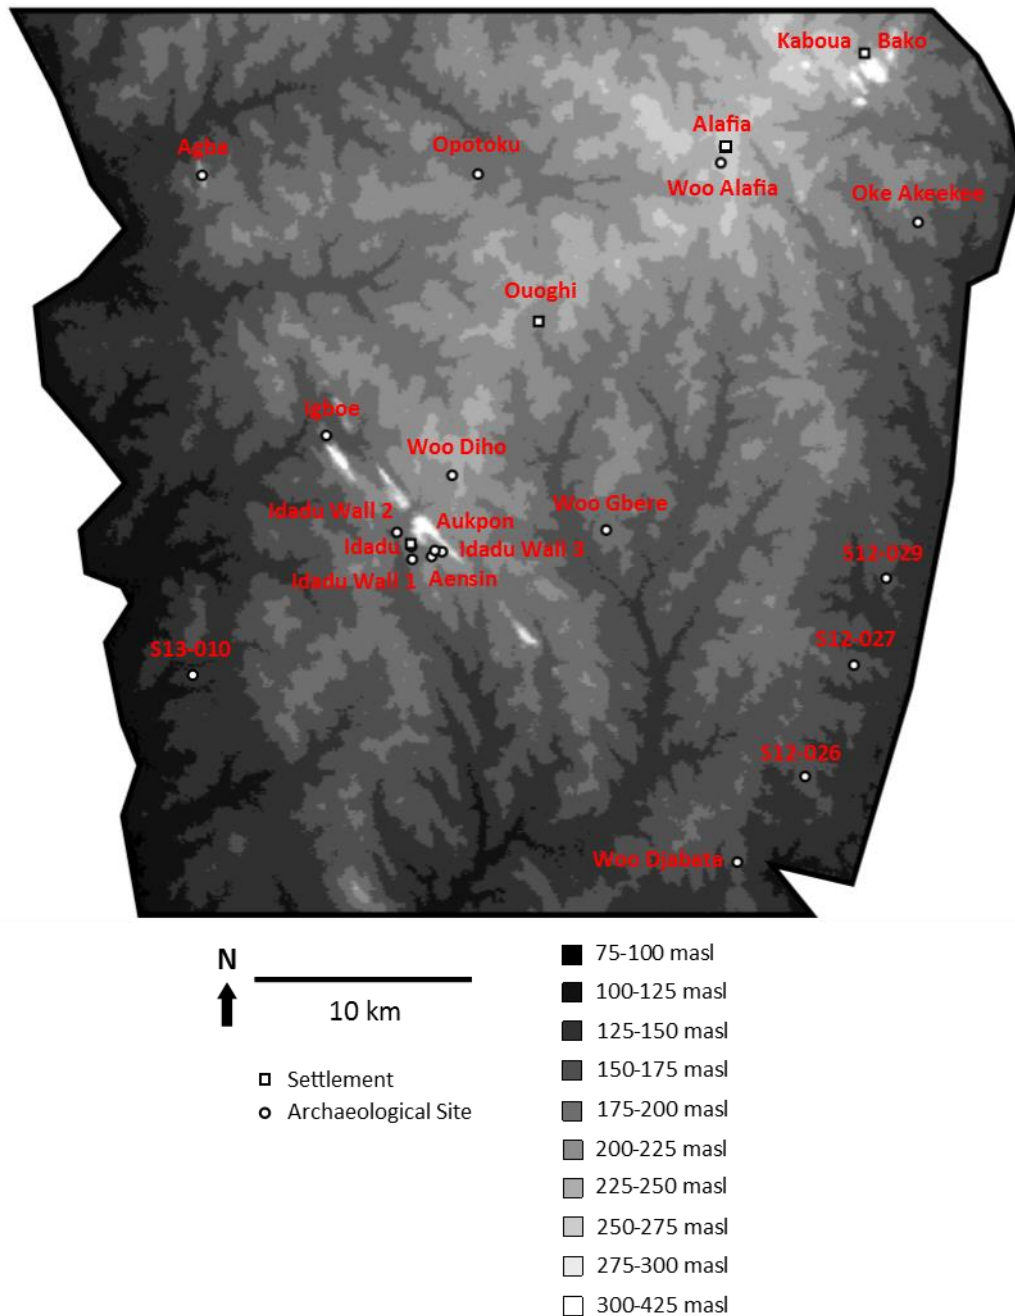 Kaboua Bako
Alafia
Agba
Opotoku
Woo Alafia
Oke Akeekee
Ouoghi
Igboe
Woo Diho
Woo Gbere
Idadu Wall 2
Aukpon
Idadu
Idadu Wall 3
Idadu Wall 1
Aensin
S12-029
S12-027
S13-010
S12-026
Woo Djabata
N
10 km
Settlement
Archaeological Site
75-100 masl
100-125 masl
125-150 masl
150-175 masl
175-200 masl
200-225 masl
225-250 masl
250-275 masl
275-300 masl
300-425 masl